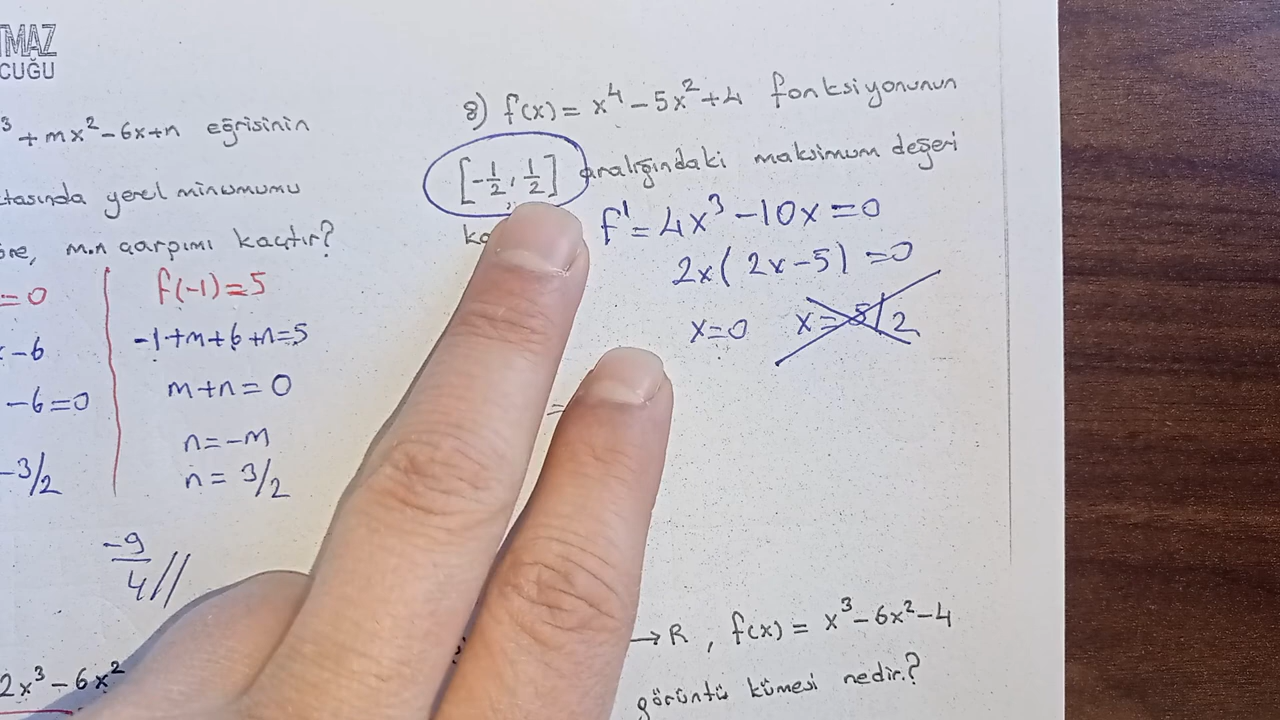 TMAZ
CUĞU
3 + mx² - 6x + n eğrisinin
tasında yerel minumumu
öre, m.n çarpımı kaçtır?
= 0
- 6
- 6 = 0
- 3/2
f(-1) = 5
-1 + m + 6 + n = 5
m + n = 0
n = -m
n = 3/2
-9/4 //
2x³ - 6x²
8) f(x) = x⁴ - 5x² + 4 fonksiyonunun
[-1/2, 1/2] aralığındaki maksimum değeri
f' = 4x³ - 10x = 0
2x(2x - 5) = 0
x = 0 x = 5/2
=
→ R, f(x) = x³ - 6x² - 4
görüntü kümesi nedir?